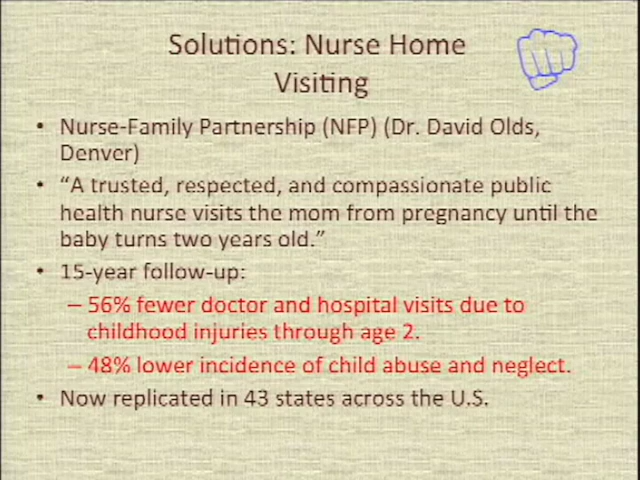 Solutions: Nurse Home
Visiting
• Nurse-Family Partnership (NFP) (Dr. David Olds,
Denver)
• “A trusted, respected, and compassionate public
health nurse visits the mom from pregnancy until the
baby turns two years old.”
• 15-year follow-up:
– 56% fewer doctor and hospital visits due to
childhood injuries through age 2.
– 48% lower incidence of child abuse and neglect.
• Now replicated in 43 states across the U.S.